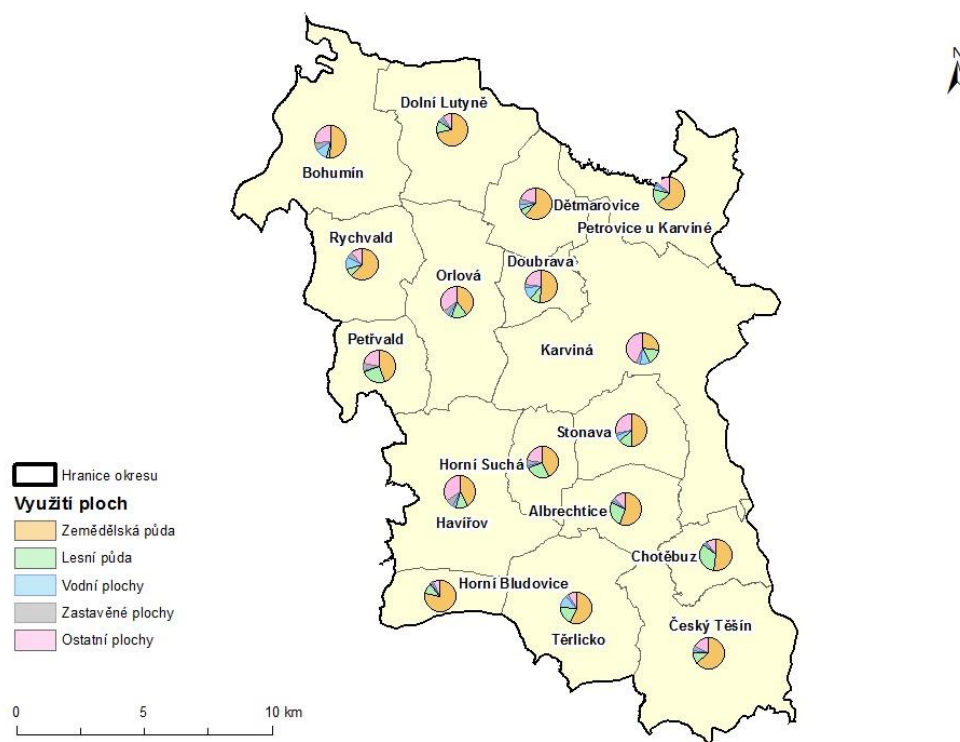 N
Dolní Lutyně
Bohumín
Dětmarovice
Petrovice u Karviné
Rychvald
Doubrava
Orlová
Petřvald
Karviná
Stonava
Horní Suchá
Havířov
Albrechtice
Chotěbuz
Horní Bludovice
Těrlicko
Český Těšín
Hranice okresu
Využití ploch
Zemědělská půda
Lesní půda
Vodní plochy
Zastavěné plochy
Ostatní plochy
0 5 10 km